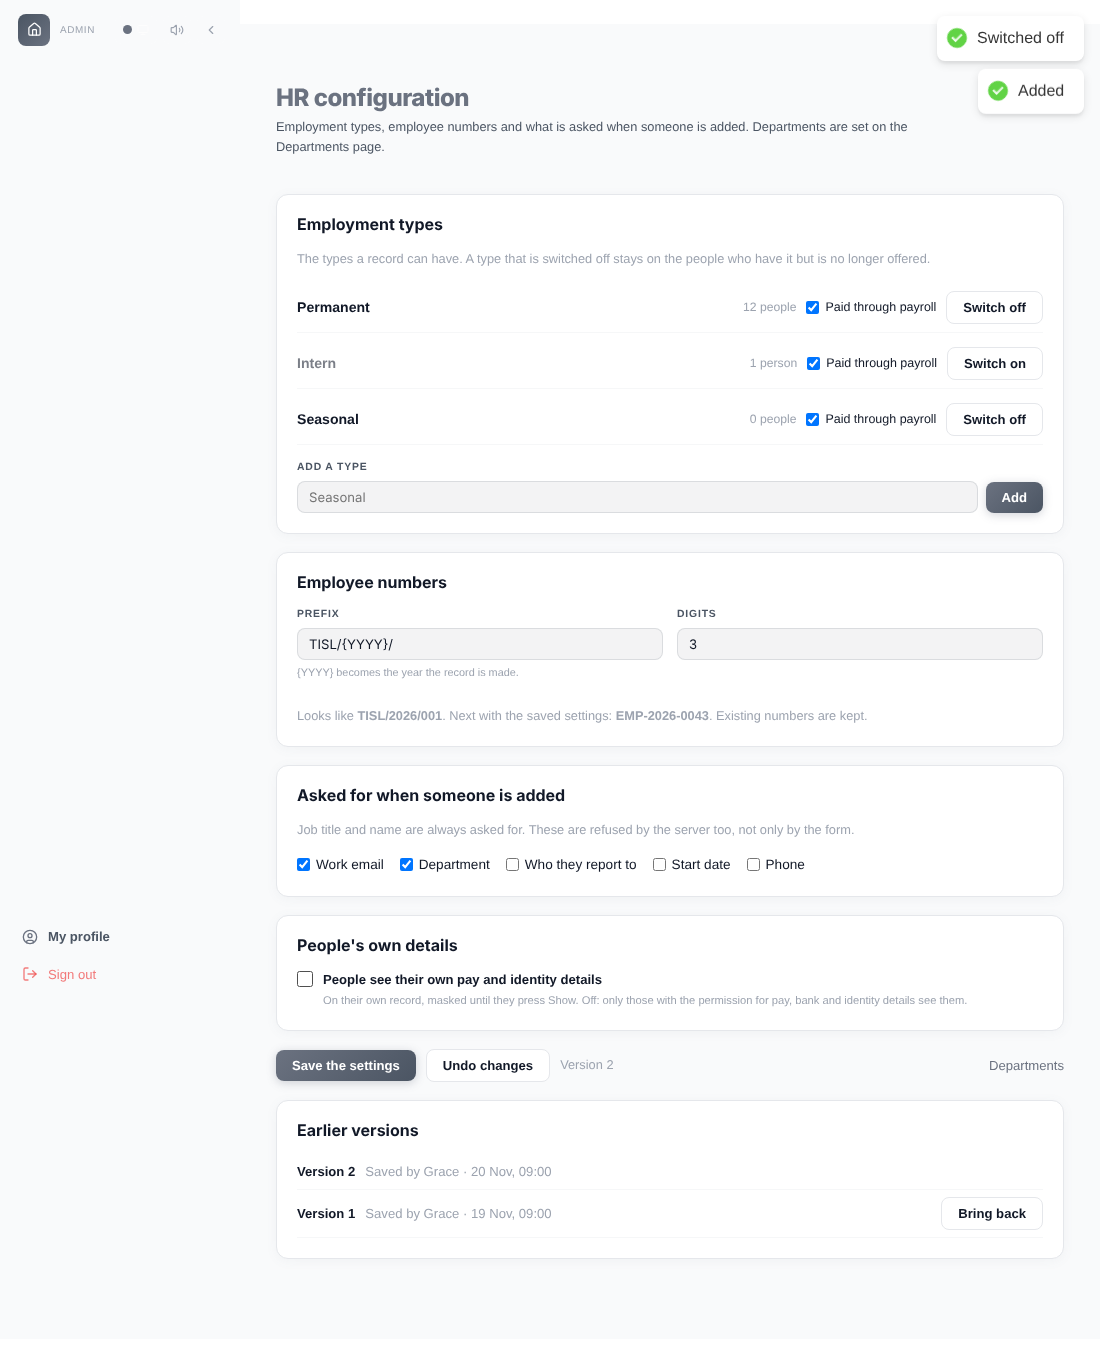 ADMIN
Switched off
Added
HR configuration
Employment types, employee numbers and what is asked when someone is added. Departments are set on the
Departments page.
Employment types
The types a record can have. A type that is switched off stays on the people who have it but is no longer offered.
Permanent 12 people Paid through payroll Switch off
Intern 1 person Paid through payroll Switch on
Seasonal 0 people Paid through payroll Switch off
ADD A TYPE
Seasonal Add
Employee numbers
PREFIX DIGITS
TISL/{YYYY}/ 3
{YYYY} becomes the year the record is made.
Looks like TISL/2026/001. Next with the saved settings: EMP-2026-0043. Existing numbers are kept.
Asked for when someone is added
Job title and name are always asked for. These are refused by the server too, not only by the form.
Work email Department Who they report to Start date Phone
My profile
Sign out
People's own details
People see their own pay and identity details
On their own record, masked until they press Show. Off: only those with the permission for pay, bank and identity details see them.
Save the settings Undo changes Version 2 Departments
Earlier versions
Version 2 Saved by Grace · 20 Nov, 09:00
Version 1 Saved by Grace · 19 Nov, 09:00 Bring back